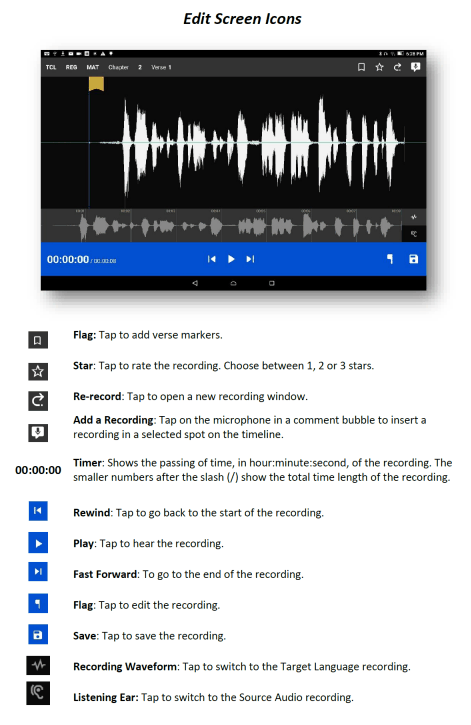 Edit Screen Icons
5:28 PM
TCL REG MAT Chapter 2 Verse 1
00:00:00 / 00:00:08
Flag: Tap to add verse markers.
Star: Tap to rate the recording. Choose between 1, 2 or 3 stars.
Re-record: Tap to open a new recording window.
Add a Recording: Tap on the microphone in a comment bubble to insert a
recording in a selected spot on the timeline.
00:00:00
Timer: Shows the passing of time, in hour:minute:second, of the recording. The
smaller numbers after the slash (/) show the total time length of the recording.
Rewind: Tap to go back to the start of the recording.
Play: Tap to hear the recording.
Fast Forward: To go to the end of the recording.
Flag: Tap to edit the recording.
Save: Tap to save the recording.
Recording Waveform: Tap to switch to the Target Language recording.
Listening Ear: Tap to switch to the Source Audio recording.